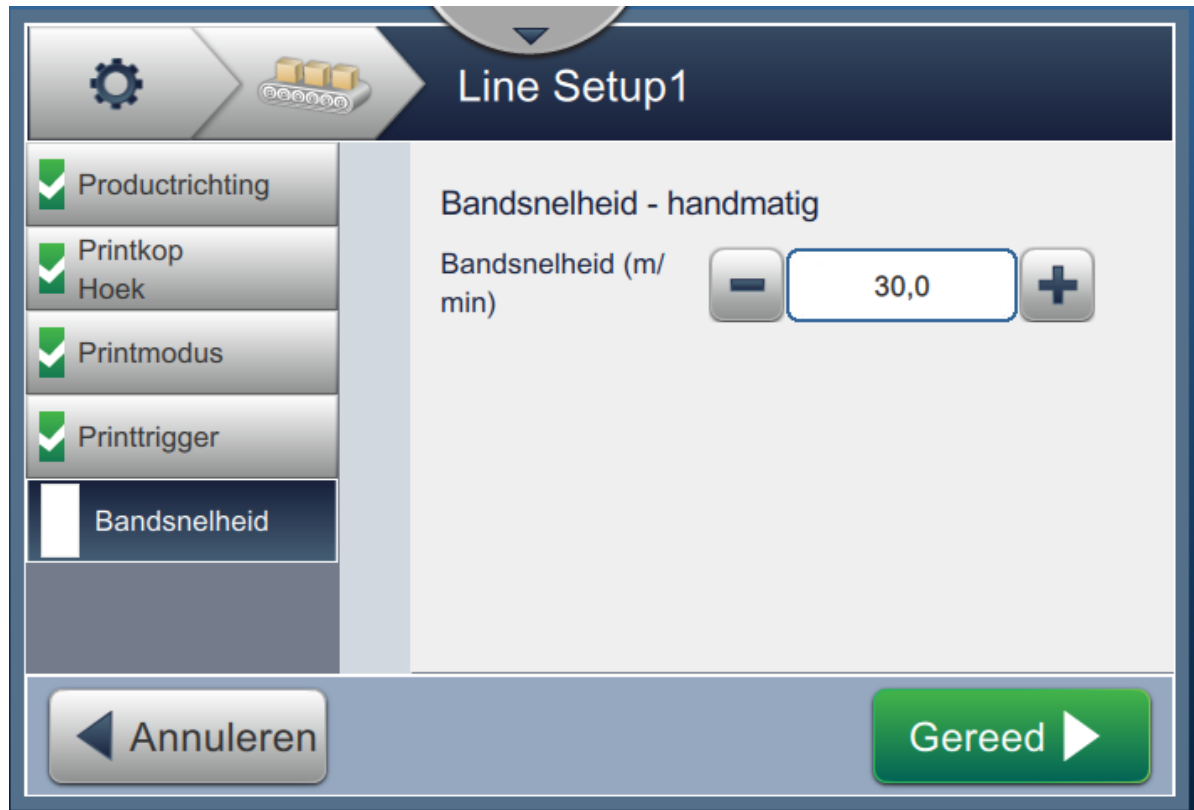 Line Setup1
Productrichting
Printkop
Hoek
Printmodus
Printtrigger
Bandsnelheid
Bandsnelheid - handmatig
Bandsnelheid (m/
min)
30,0
Annuleren
Gereed